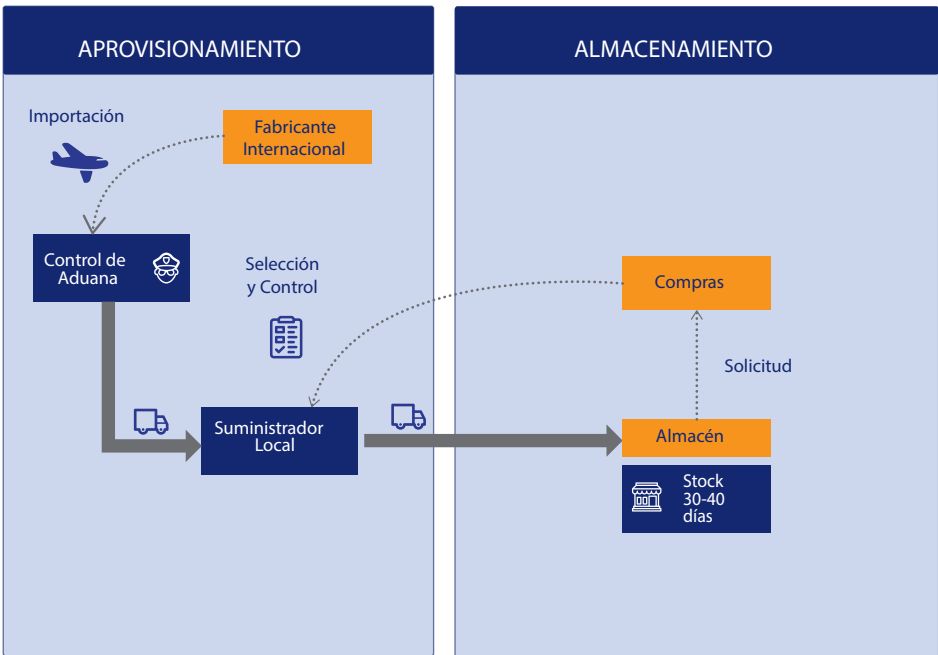 APROVISIONAMIENTO
Importación
Fabricante
Internacional
Control de
Aduana
Selección
y Control
Suministrador
Local
ALMACENAMIENTO
Compras
Solicitud
Almacén
Stock
30-40
días